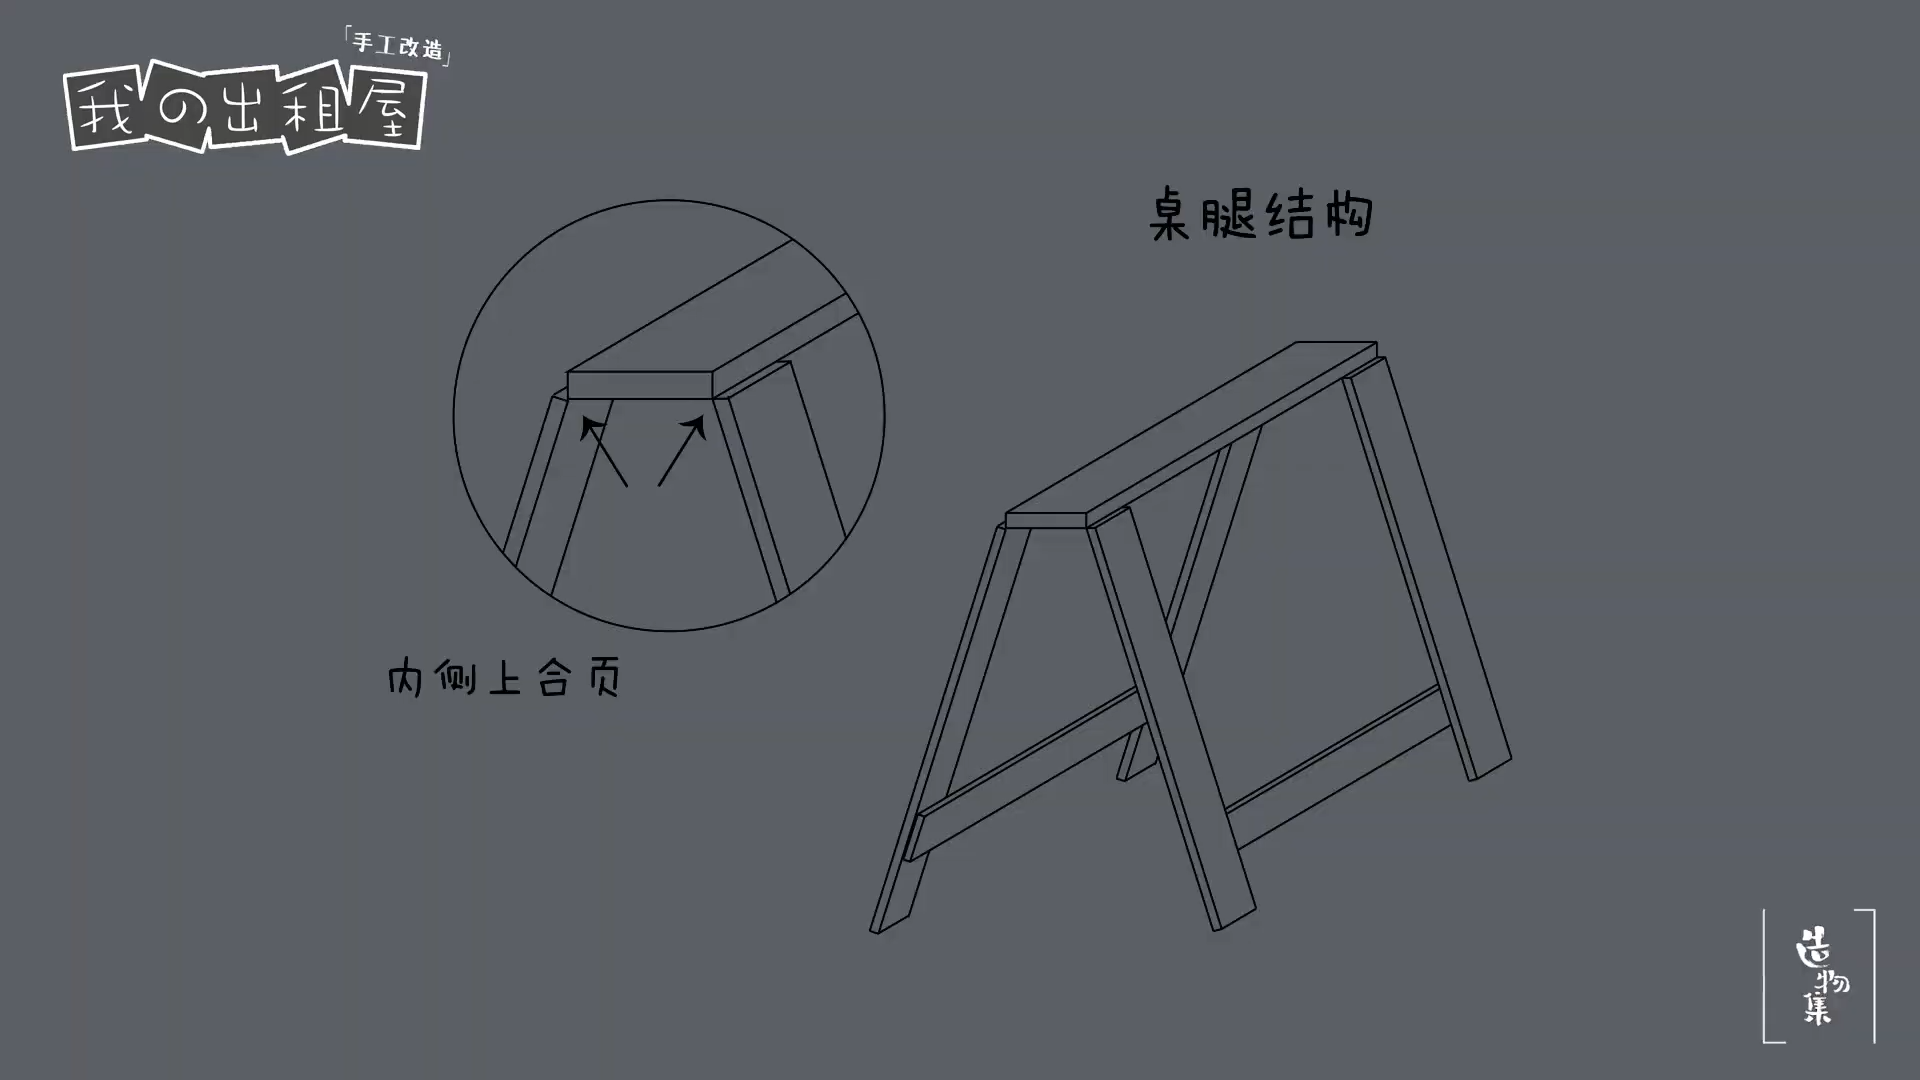 「手工改造」
我の出租屋
桌腿结构
内侧上合页
造物集